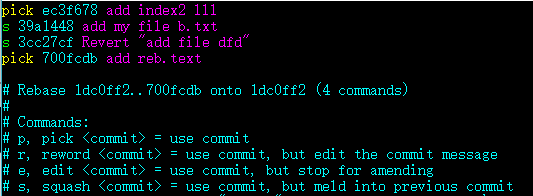 pick ec3f678 add index2 111
s 39a1448 add my file b.txt
s 3cc27cf Revert "add file dfd"
pick 700fcdb add reb.text
# Rebase 1dc0ff2..700fcdb onto 1dc0ff2 (4 commands)
#
# Commands:
# p, pick <commit> = use commit
# r, reword <commit> = use commit, but edit the commit message
# e, edit <commit> = use commit, but stop for amending
# s, squash <commit> = use commit, but meld into previous commit